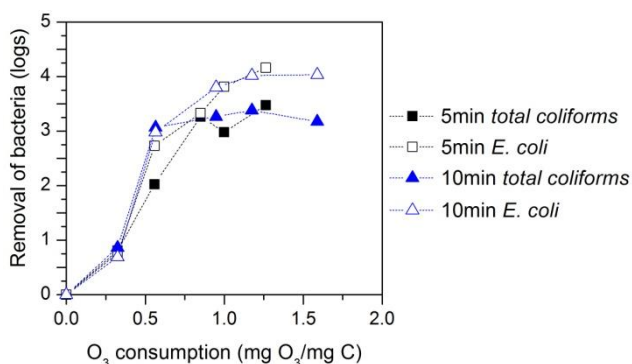 5
4
3
2
1
0
0.0 0.5 1.0 1.5 2.0
Removal of bacteria (logs)
O₃ consumption (mg O₃/mg C)
5min total coliforms
5min E. coli
10min total coliforms
10min E. coli